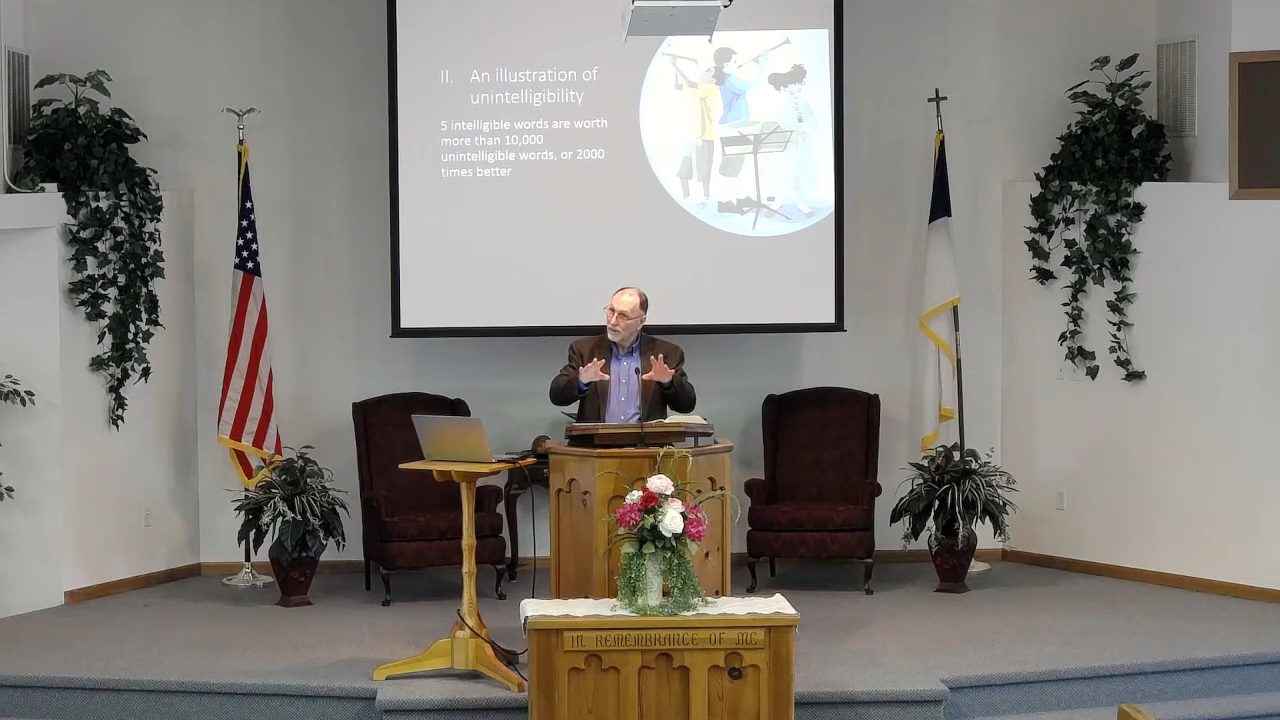 II. An illustration of
unintelligibility
5 intelligible words are worth
more than 10,000
unintelligible words, or 2000
times better
IN REMEMBRANCE OF ME